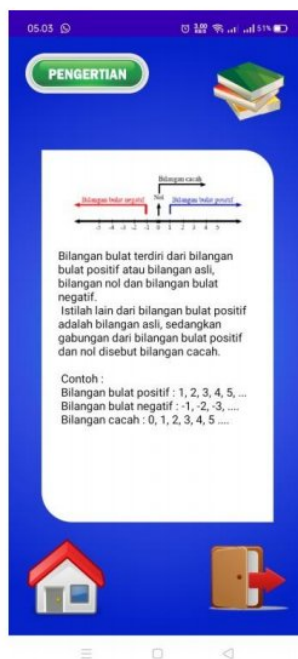 05.03
3,00
KB/S
51%
PENGERTIAN
Bilangan cacah
Bilangan bulat negatif
Nol
Bilangan bulat positif
-5 -4 -3 -2 -1 0 1 2 3 4 5
Bilangan bulat terdiri dari bilangan
bulat positif atau bilangan asli,
bilangan nol dan bilangan bulat
negatif.
Istilah lain dari bilangan bulat positif
adalah bilangan asli, sedangkan
gabungan dari bilangan bulat positif
dan nol disebut bilangan cacah.
Contoh :
Bilangan bulat positif : 1, 2, 3, 4, 5, ...
Bilangan bulat negatif : -1, -2, -3, ....
Bilangan cacah : 0, 1, 2, 3, 4, 5 ....